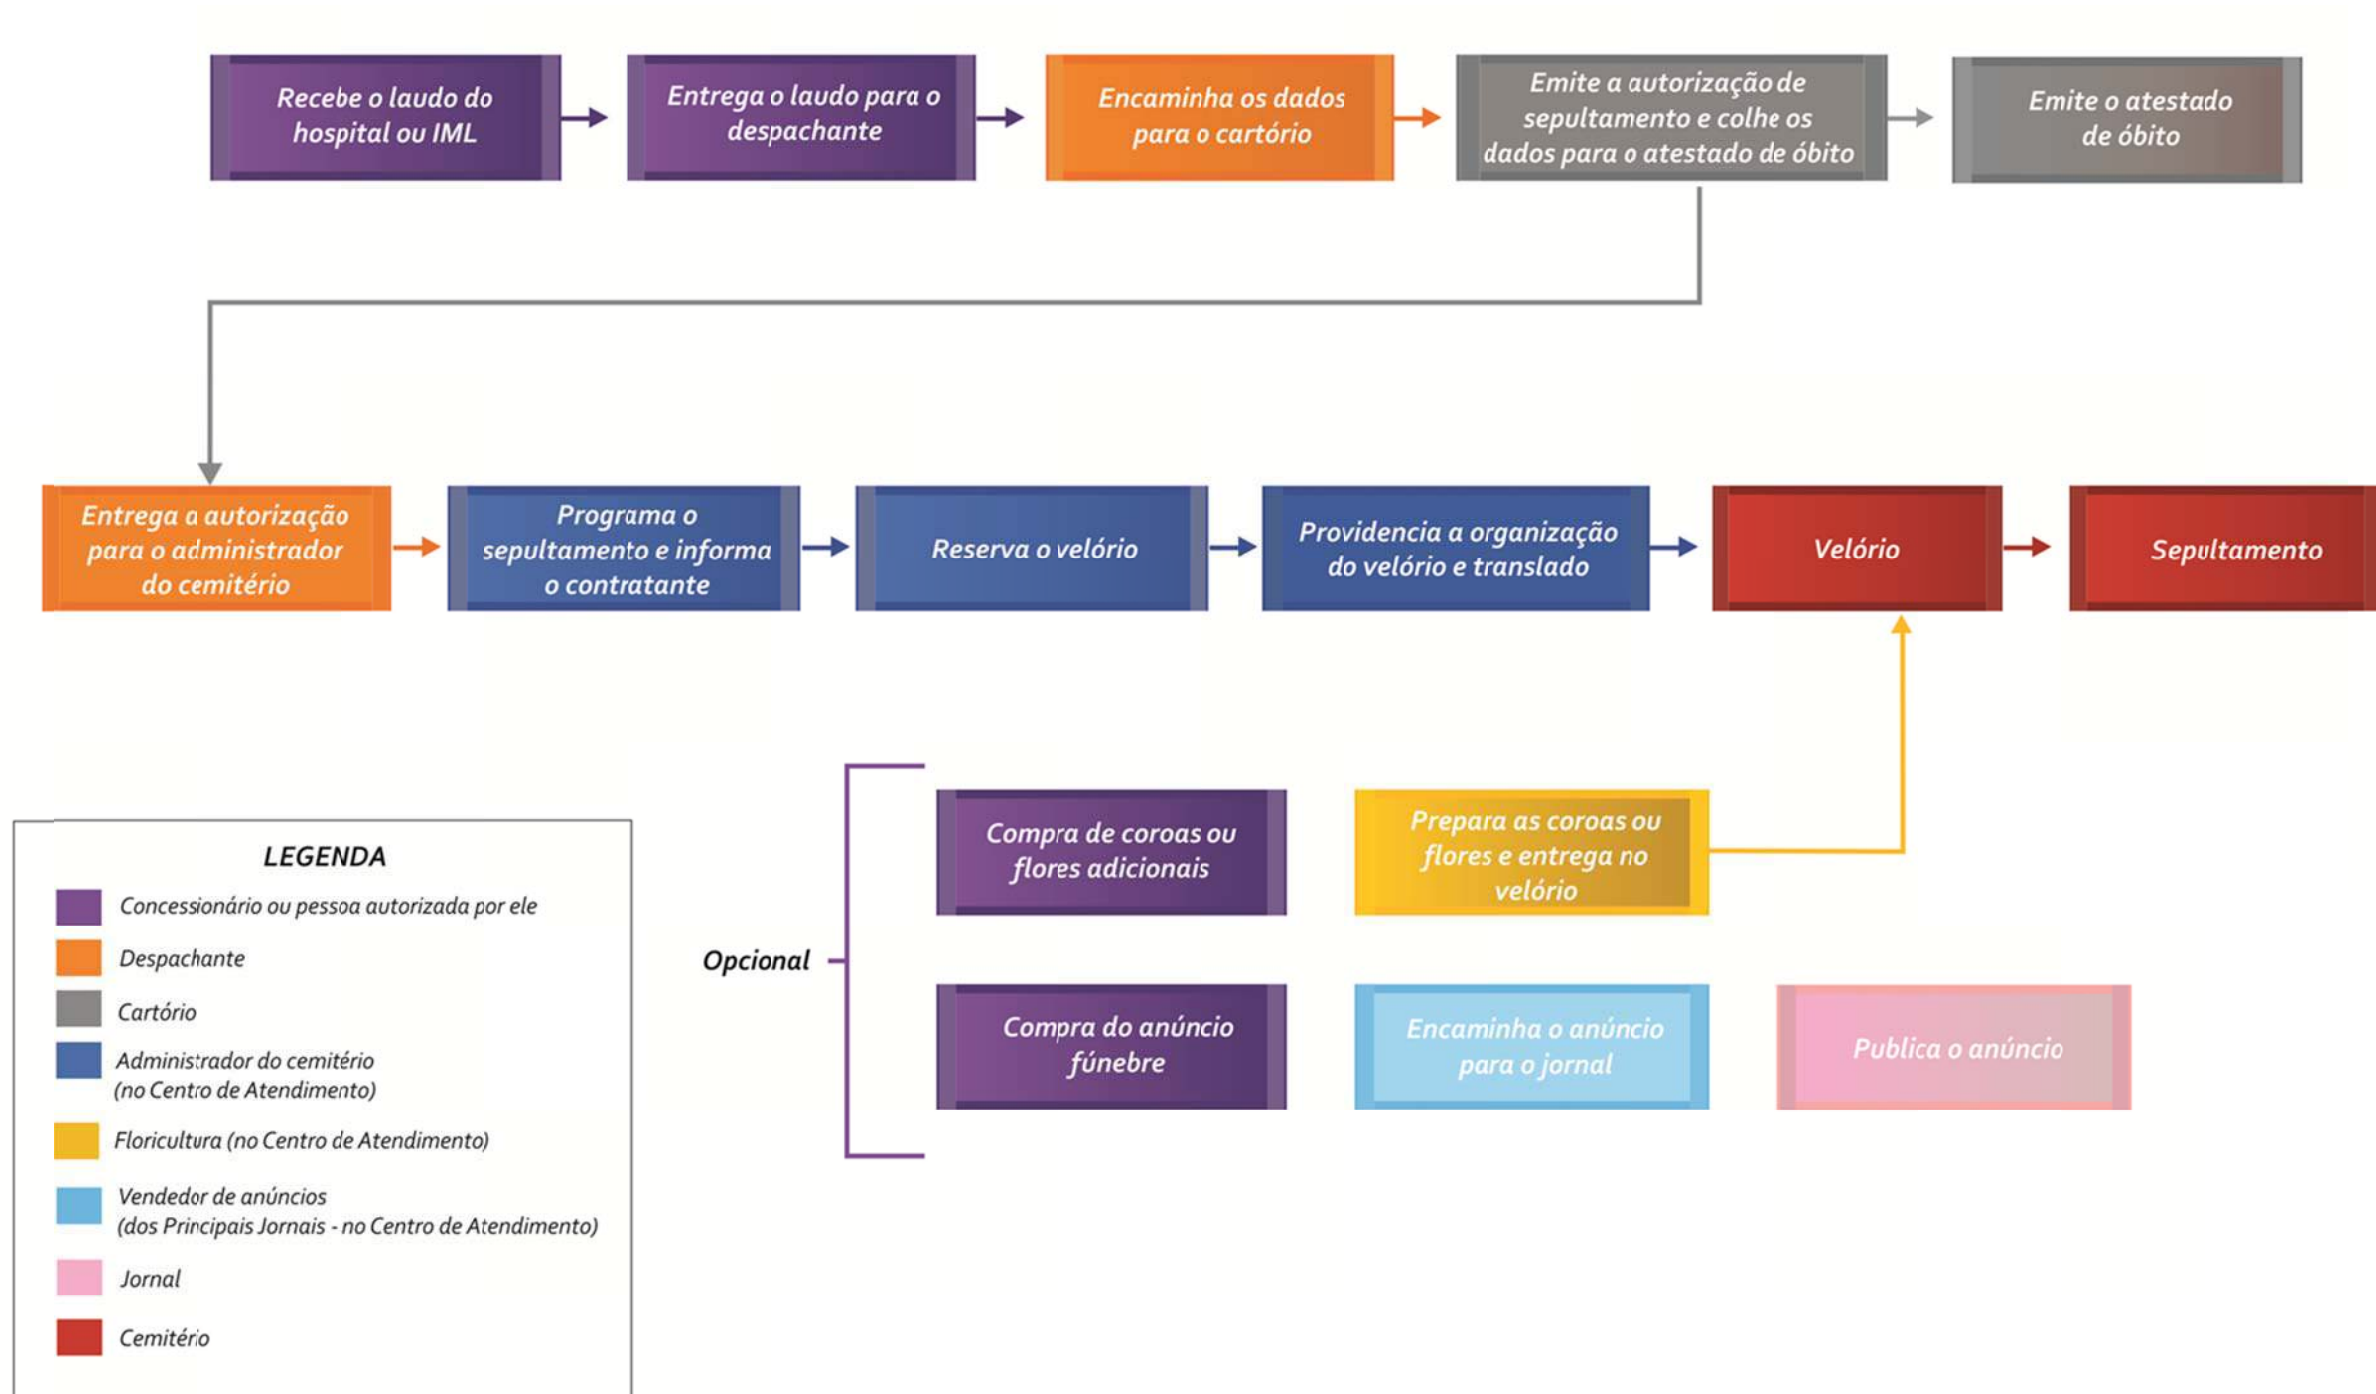 Recebe o laudo do
hospital ou IML
Entrega o laudo para o
despachante
Encaminha os dados
para o cartório
Emite a autorização de
sepultamento e colhe os
dados para o atestado de óbito
Emite o atestado
de óbito
Entrega a autorização
para o administrador
do cemitério
Programa o
sepultamento e informa
o contratante
Reserva o velório
Providencia a organização
do velório e translado
Velório
Sepultamento
Opcional
Compra de coroas ou
flores adicionais
Prepara as coroas ou
flores e entrega no
velório
Compra do anúncio
fúnebre
Encaminha o anúncio
para o jornal
Publica o anúncio
LEGENDA
Concessionário ou pessoa autorizada por ele
Despachante
Cartório
Administrador do cemitério
(no Centro de Atendimento)
Floricultura (no Centro de Atendimento)
Vendedor de anúncios
(dos Principais Jornais - no Centro de Atendimento)
Jornal
Cemitério